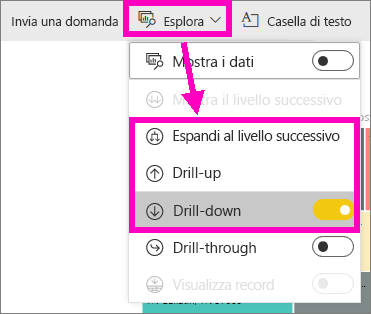 Invia una domanda Esplora Casella di testo
Mostra i dati
Mostra il livello successivo
Espandi al livello successivo
Drill-up
Drill-down
Drill-through
Visualizza record